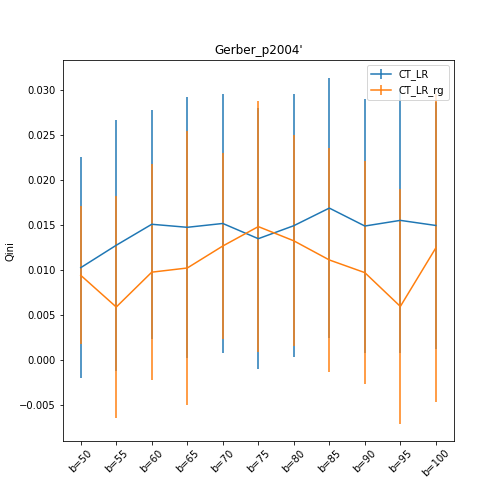 Gerber_p2004'
CT_LR
CT_LR_rg
Qini
0.030
0.025
0.020
0.015
0.010
0.005
0.000
−0.005
b=50
b=55
b=60
b=65
b=70
b=75
b=80
b=85
b=90
b=95
b=100